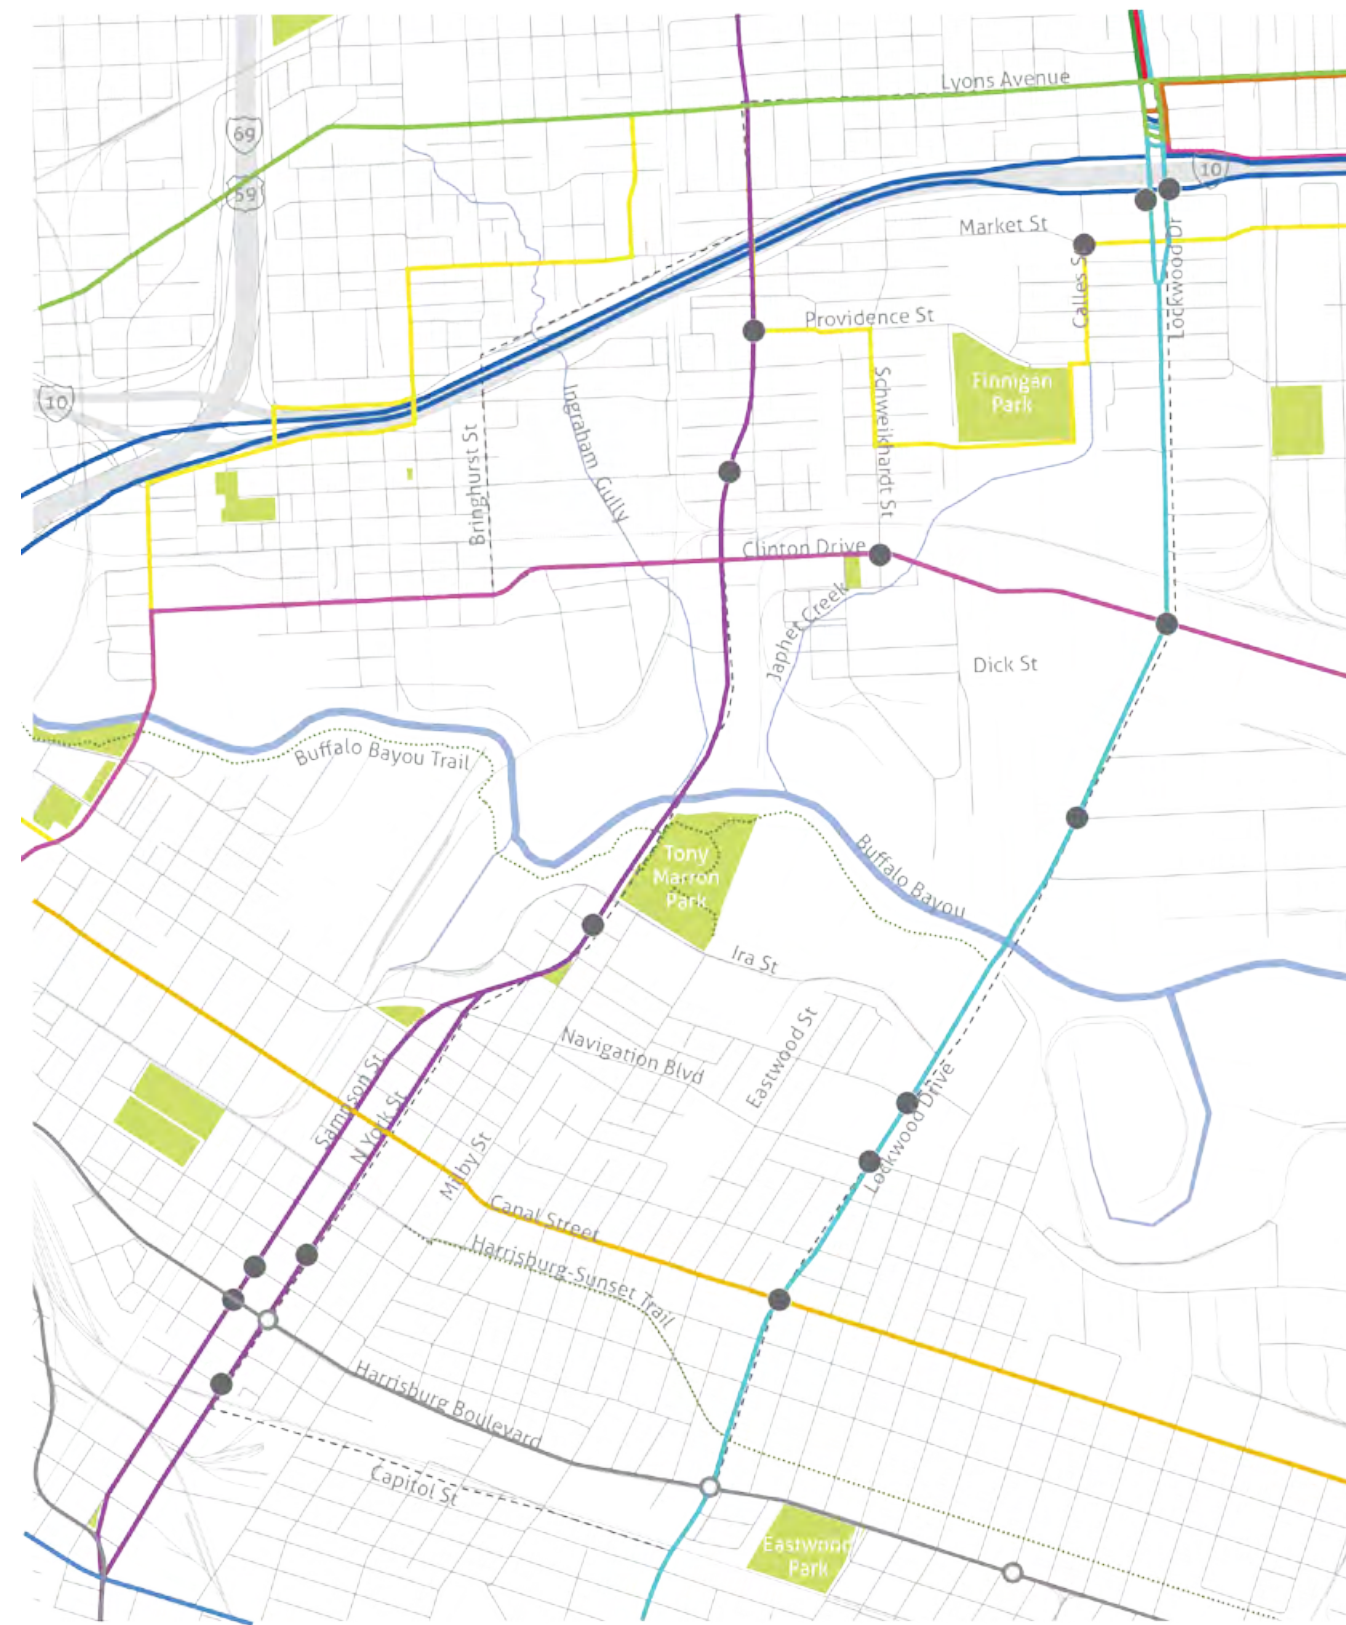 Lyons Avenue
69
59
10
Market St
Lockwood Dr
Calles S
Providence St
Finnigan
Park
10
Schweikhardt St
Ingraham Gully
Bringhurst St
Clinton Drive
Japhet Creek
Dick St
Buffalo Bayou Trail
Tony
Marron
Park
Buffalo Bayou
Ira St
Navigation Blvd
Eastwood St
Sampson St
N York St
Milby St
Lockwood Drive
Canal Street
Harrisburg-Sunset Trail
Harrisburg Boulevard
Capitol St
Eastwood
Park